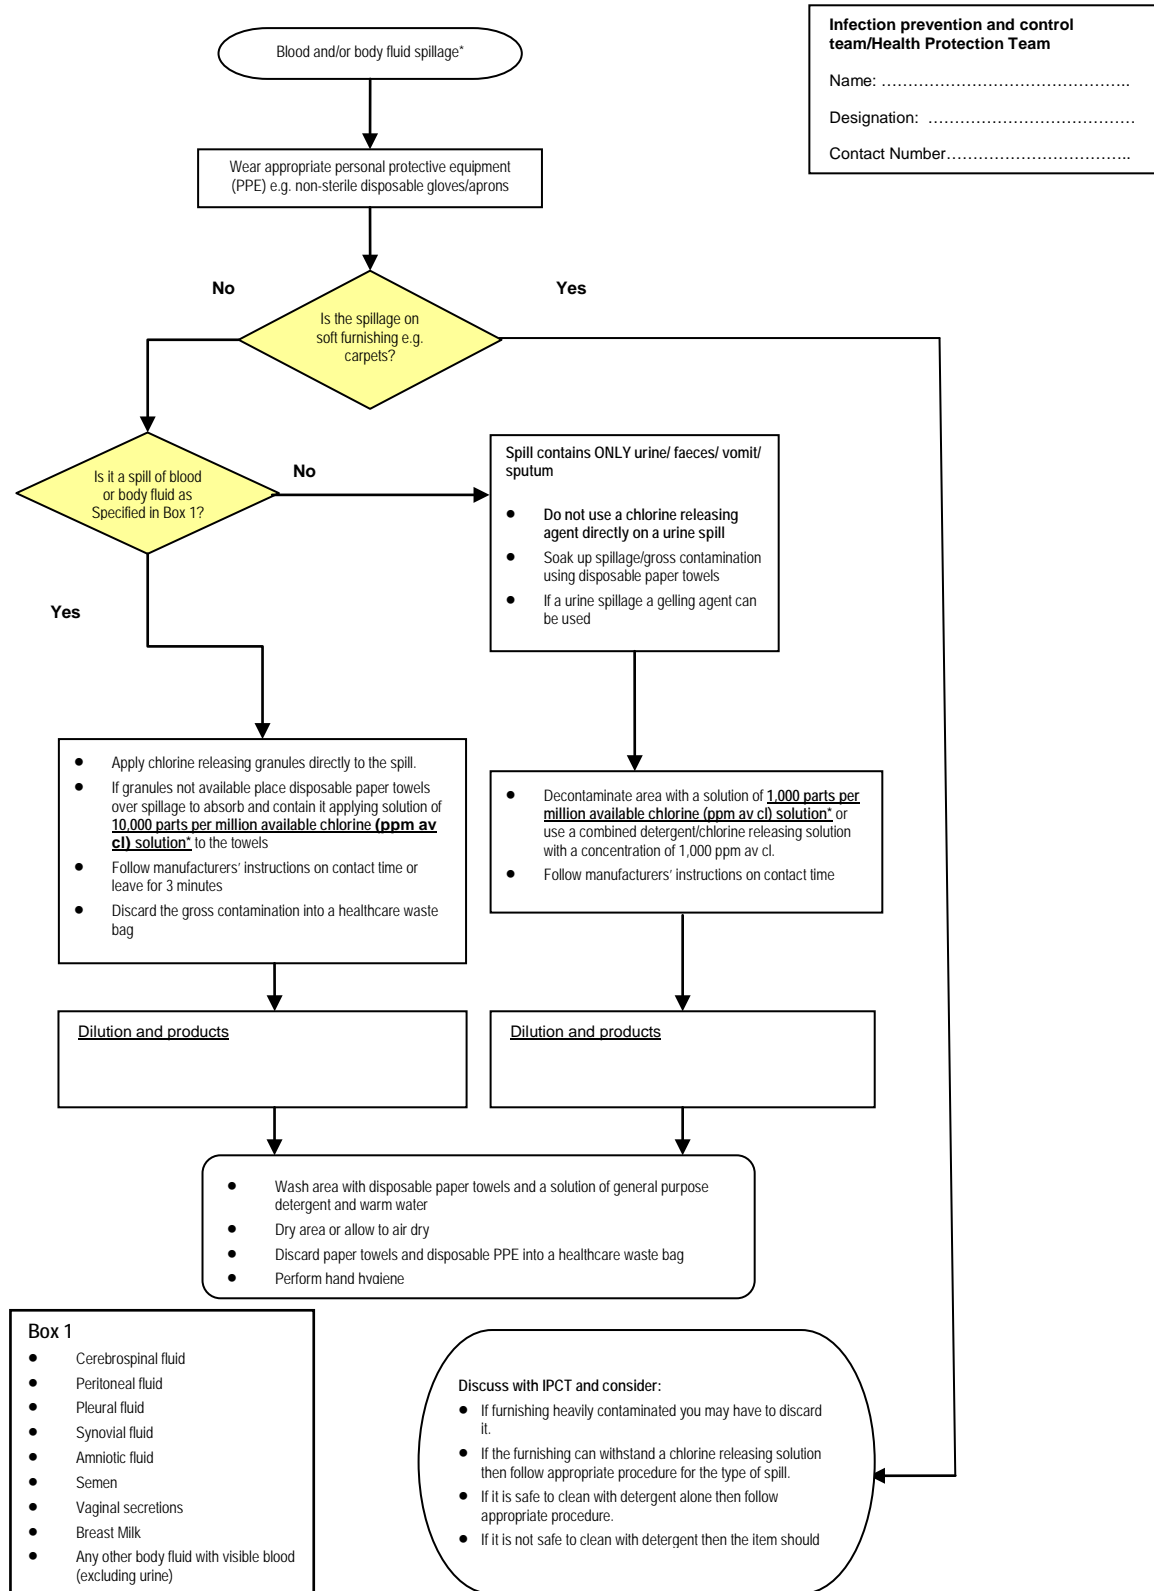 Infection prevention and control
team/Health Protection Team
Name: ………………………………………..
Designation: …………………………………
Contact Number……………………………..
Blood and/or body fluid spillage*
Wear appropriate personal protective equipment
(PPE) e.g. non-sterile disposable gloves/aprons
No
Yes
Is the spillage on
soft furnishing e.g.
carpets?
Is it a spill of blood
or body fluid as
Specified in Box 1?
No
Yes
Spill contains ONLY urine/ faeces/ vomit/
sputum
● Do not use a chlorine releasing
agent directly on a urine spill
● Soak up spillage/gross contamination
using disposable paper towels
● If a urine spillage a gelling agent can
be used
● Apply chlorine releasing granules directly to the spill.
● If granules not available place disposable paper towels
over spillage to absorb and contain it applying solution of
10,000 parts per million available chlorine (ppm av
cl) solution* to the towels
● Follow manufacturers' instructions on contact time or
leave for 3 minutes
● Discard the gross contamination into a healthcare waste
bag
● Decontaminate area with a solution of 1,000 parts per
million available chlorine (ppm av cl) solution* or
use a combined detergent/chlorine releasing solution
with a concentration of 1,000 ppm av cl.
● Follow manufacturers' instructions on contact time
Dilution and products
Dilution and products
● Wash area with disposable paper towels and a solution of general purpose
detergent and warm water
● Dry area or allow to air dry
● Discard paper towels and disposable PPE into a healthcare waste bag
● Perform hand hygiene
Box 1
● Cerebrospinal fluid
● Peritoneal fluid
● Pleural fluid
● Synovial fluid
● Amniotic fluid
● Semen
● Vaginal secretions
● Breast Milk
● Any other body fluid with visible blood
(excluding urine)
Discuss with IPCT and consider:
● If furnishing heavily contaminated you may have to discard
it.
● If the furnishing can withstand a chlorine releasing solution
then follow appropriate procedure for the type of spill.
● If it is safe to clean with detergent alone then follow
appropriate procedure.
● If it is not safe to clean with detergent then the item should